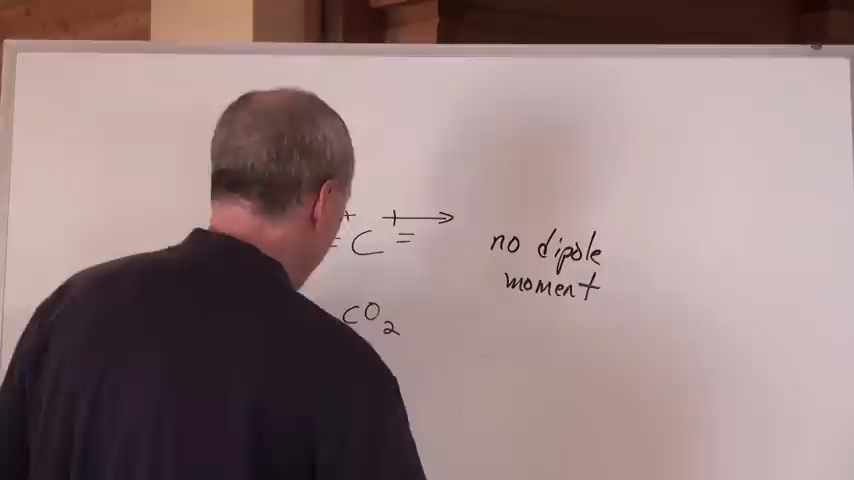 = C =
no dipole
moment
CO2